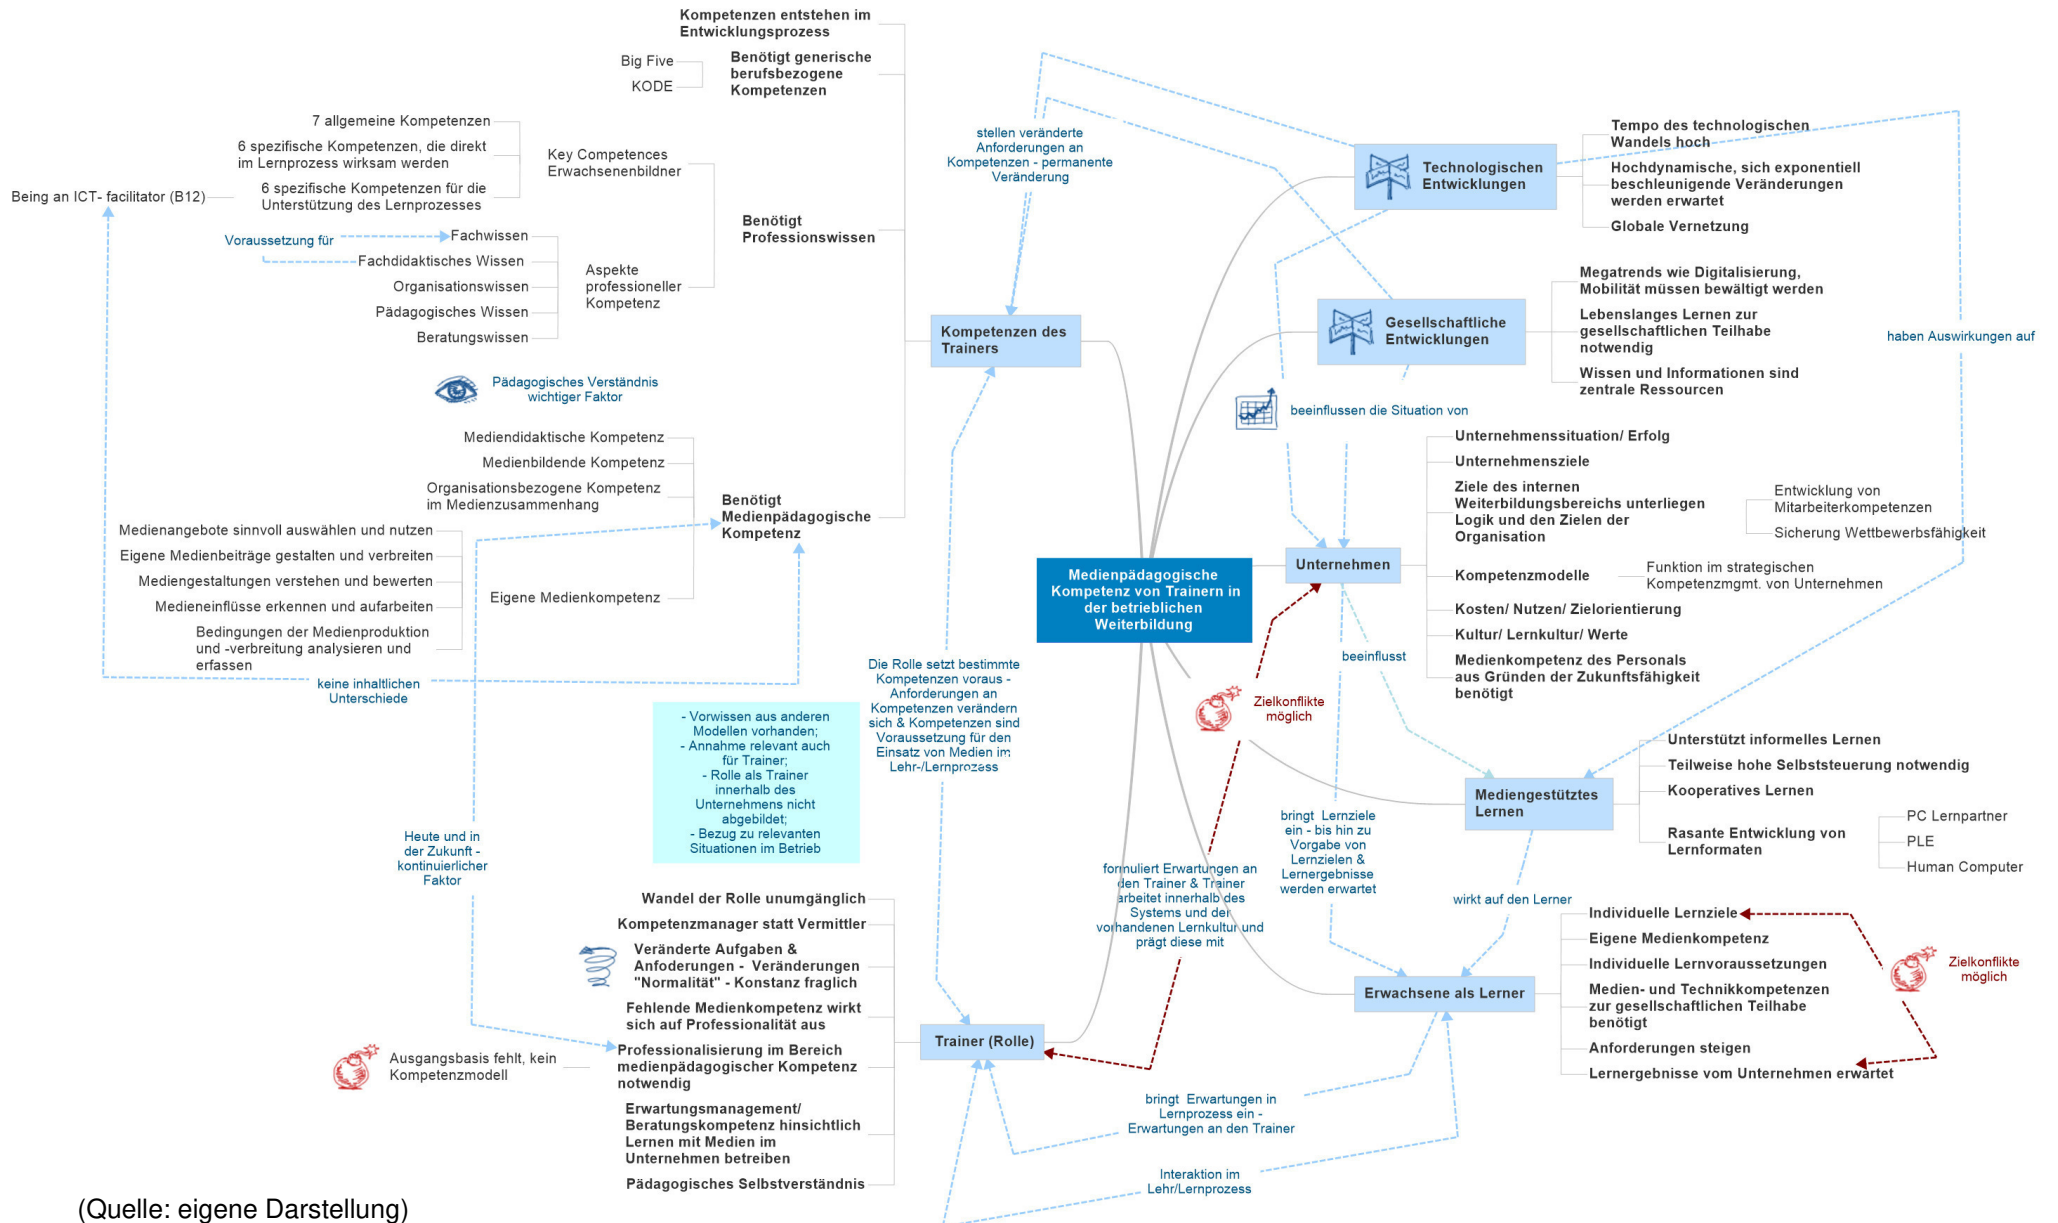 Kompetenzen entstehen im
Entwicklungsprozess
Big Five
KODE
Benötigt generische
berufsbezogene
Kompetenzen
7 allgemeine Kompetenzen
6 spezifische Kompetenzen, die direkt
im Lernprozess wirksam werden
6 spezifische Kompetenzen für die
Unterstützung des Lernprozesses
Being an ICT- facilitator (B12)
Key Competences
Erwachsenenbildner
Voraussetzung für
Fachwissen
Fachdidaktisches Wissen
Organisationswissen
Pädagogisches Wissen
Beratungswissen
Aspekte
professioneller
Kompetenz
Benötigt
Professionswissen
Pädagogisches Verständnis
wichtiger Faktor
Mediendidaktische Kompetenz
Medienbildende Kompetenz
Organisationsbezogene Kompetenz
im Medienzusammenhang
Medienangebote sinnvoll auswählen und nutzen
Eigene Medienbeiträge gestalten und verbreiten
Mediengestaltungen verstehen und bewerten
Medieneinflüsse erkennen und aufarbeiten
Bedingungen der Medienproduktion
und -verbreitung analysieren und
erfassen
Eigene Medienkompetenz
Benötigt
Medienpädagogische
Kompetenz
keine inhaltlichen
Unterschiede
Kompetenzen des
Trainers
stellen veränderte
Anforderungen an
Kompetenzen - permanente
Veränderung
Technologischen
Entwicklungen
Tempo des technologischen
Wandels hoch
Hochdynamische, sich exponentiell
beschleunigende Veränderungen
werden erwartet
Globale Vernetzung
Gesellschaftliche
Entwicklungen
Megatrends wie Digitalisierung,
Mobilität müssen bewältigt werden
Lebenslanges Lernen zur
gesellschaftlichen Teilhabe
notwendig
Wissen und Informationen sind
zentrale Ressourcen
haben Auswirkungen auf
beeinflussen die Situation von
Unternehmen
Unternehmenssituation/ Erfolg
Unternehmensziele
Ziele des internen
Weiterbildungsbereichs unterliegen
Logik und den Zielen der
Organisation
Entwicklung von
Mitarbeiterkompetenzen
Sicherung Wettbewerbsfähigkeit
Kompetenzmodelle
Funktion im strategischen
Kompetenzmgmt. von Unternehmen
Kosten/ Nutzen/ Zielorientierung
Kultur/ Lernkultur/ Werte
Medienkompetenz des Personals
aus Gründen der Zukunftsfähigkeit
benötigt
Medienpädagogische
Kompetenz von Trainern in
der betrieblichen
Weiterbildung
beeinflusst
Zielkonflikte
möglich
Die Rolle setzt bestimmte
Kompetenzen voraus -
Anforderungen an
Kompetenzen verändern
sich & Kompetenzen sind
Voraussetzung für den
Einsatz von Medien im
Lehr-/Lernprozess
- Vorwissen aus anderen
Modellen vorhanden;
- Annahme relevant auch
für Trainer;
- Rolle als Trainer
innerhalb des
Unternehmens nicht
abgebildet;
- Bezug zu relevanten
Situationen im Betrieb
Heute und in
der Zukunft -
kontinuierlicher
Faktor
Mediengestütztes
Lernen
Unterstützt informelles Lernen
Teilweise hohe Selbststeuerung notwendig
Kooperatives Lernen
Rasante Entwicklung von
Lernformaten
PC Lernpartner
PLE
Human Computer
bringt Lernziele
ein - bis hin zu
Vorgabe von
Lernzielen &
Lernergebnisse
werden erwartet
formuliert Erwartungen an
den Trainer & Trainer
arbeitet innerhalb des
Systems und der
vorhandenen Lernkultur und
prägt diese mit
wirkt auf den Lerner
Erwachsene als Lerner
Individuelle Lernziele
Eigene Medienkompetenz
Individuelle Lernvoraussetzungen
Medien- und Technikkompetenzen
zur gesellschaftlichen Teilhabe
benötigt
Anforderungen steigen
Lernergebnisse vom Unternehmen erwartet
Zielkonflikte
möglich
Wandel der Rolle unumgänglich
Kompetenzmanager statt Vermittler
Veränderte Aufgaben &
Anfoderungen - Veränderungen
"Normalität" - Konstanz fraglich
Fehlende Medienkompetenz wirkt
sich auf Professionalität aus
Professionalisierung im Bereich
medienpädagogischer Kompetenz
notwendig
Ausgangsbasis fehlt, kein
Kompetenzmodell
Erwartungsmanagement/
Beratungskompetenz hinsichtlich
Lernen mit Medien im
Unternehmen betreiben
Pädagogisches Selbstverständnis
Trainer (Rolle)
bringt Erwartungen in
Lernprozess ein -
Erwartungen an den Trainer
Interaktion im
Lehr/Lernprozess
(Quelle: eigene Darstellung)